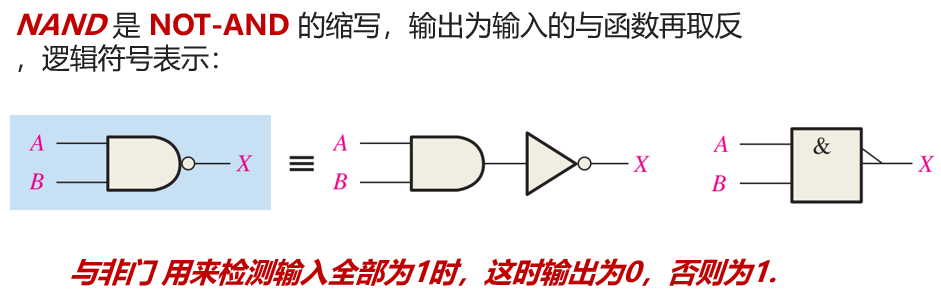 NAND 是 NOT-AND 的缩写，输出为输入的与函数再取反
，逻辑符号表示：
A
B
X
≡
A
B
X
A
B
&
X
与非门 用来检测输入全部为1时，这时输出为0，否则为1.